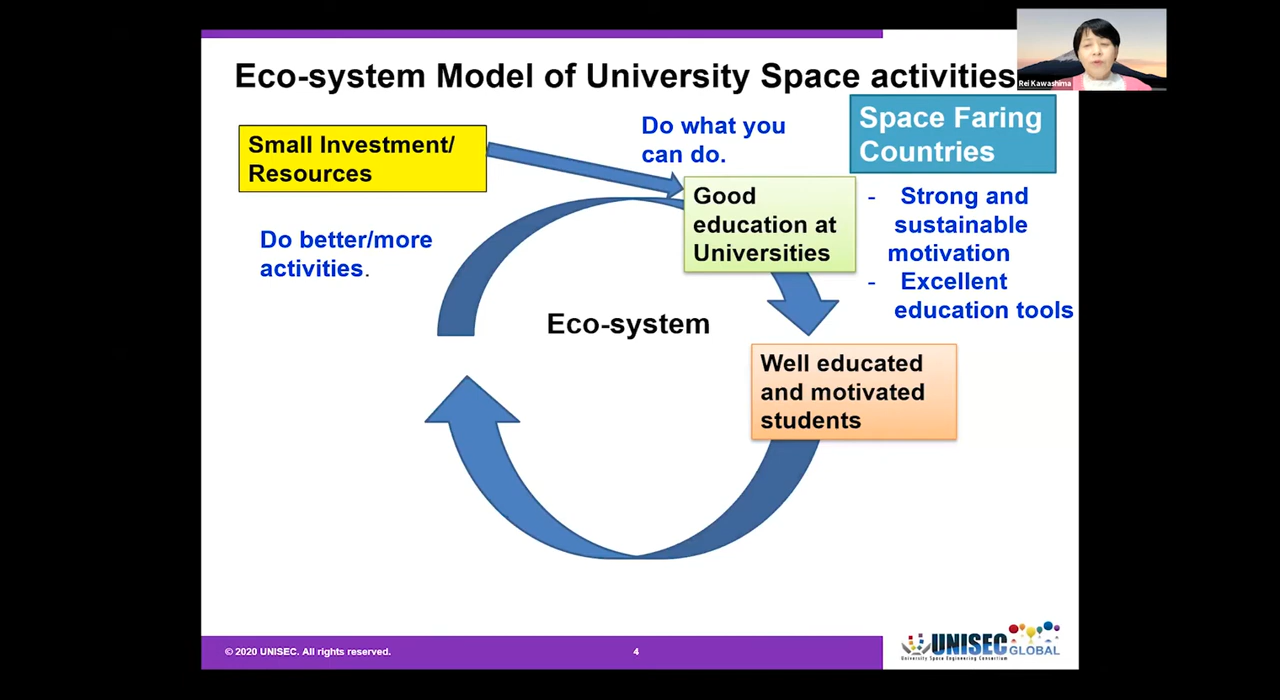 Eco-system Model of University Space activities
Rei Kawashima
Small Investment/
Resources
Do what you
can do.
Space Faring
Countries
Good
education at
Universities
- Strong and
sustainable
motivation
- Excellent
education tools
Do better/more
activities.
Eco-system
Well educated
and motivated
students
© 2020 UNISEC. All rights reserved.
4
UNISEC GLOBAL
University Space Engineering Consortium